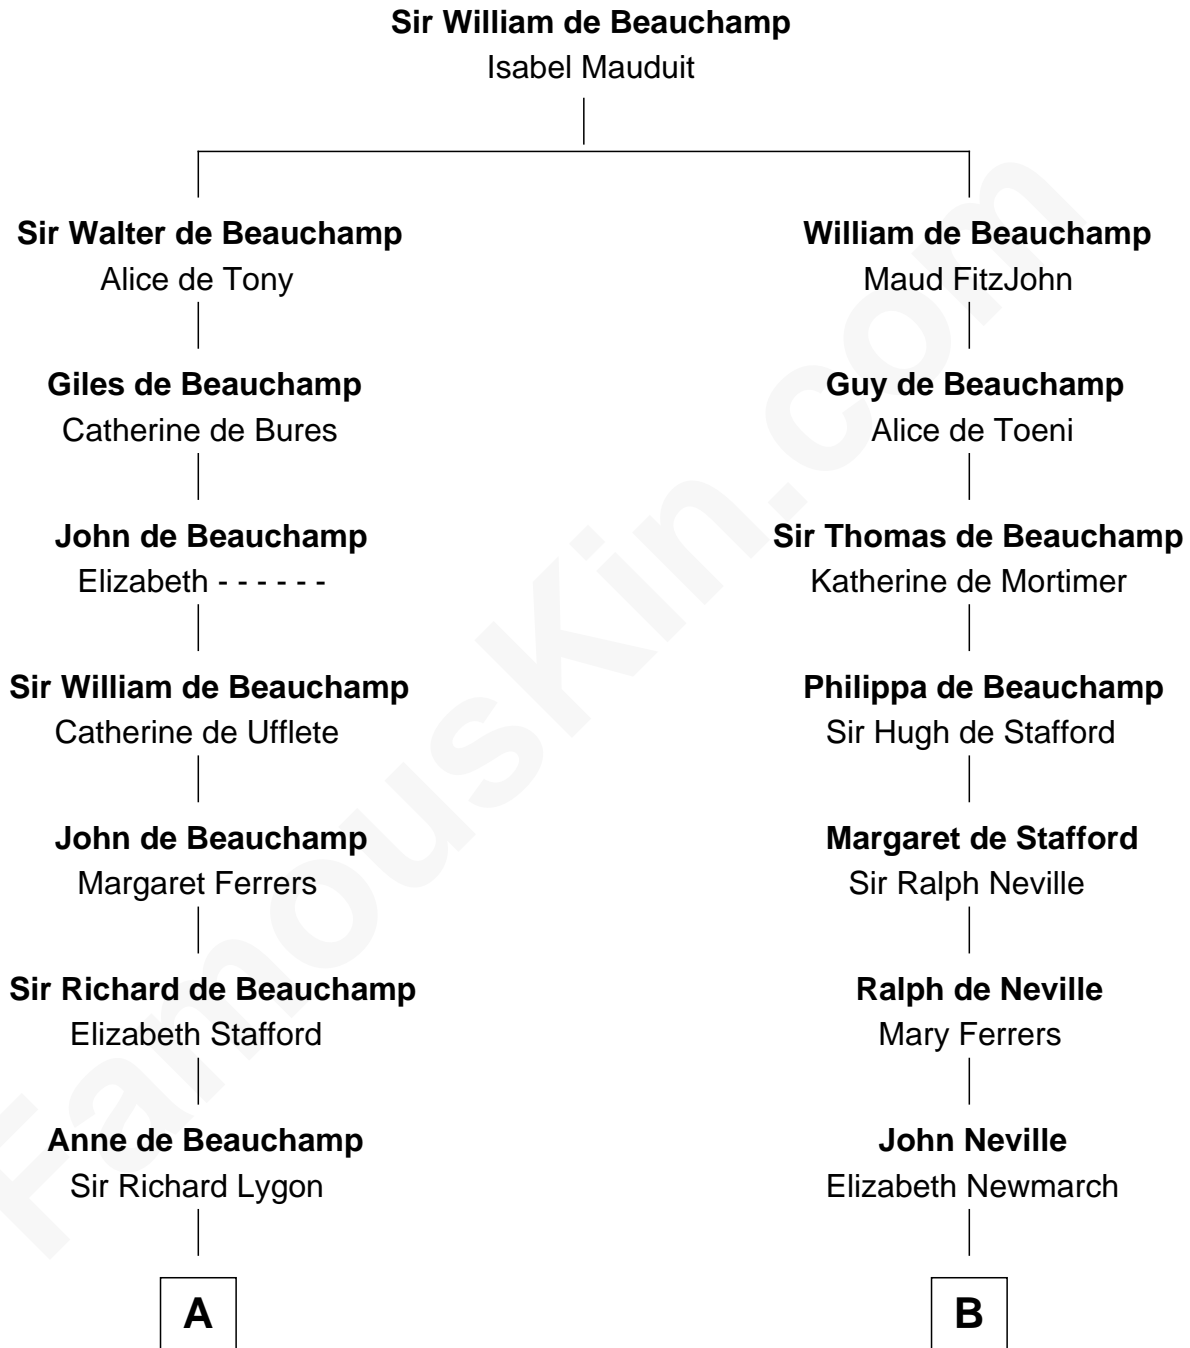 Sir William de Beauchamp
Isabel Mauduit
Sir Walter de Beauchamp
Alice de Tony
William de Beauchamp
Maud FitzJohn
Giles de Beauchamp
Catherine de Bures
Guy de Beauchamp
Alice de Toeni
John de Beauchamp
Elizabeth - - - - - -
Sir Thomas de Beauchamp
Katherine de Mortimer
Sir William de Beauchamp
Catherine de Ufflete
Philippa de Beauchamp
Sir Hugh de Stafford
John de Beauchamp
Margaret Ferrers
Margaret de Stafford
Sir Ralph Neville
Sir Richard de Beauchamp
Elizabeth Stafford
Ralph de Neville
Mary Ferrers
Anne de Beauchamp
Sir Richard Lygon
John Neville
Elizabeth Newmarch
A
B
FamousKin.com